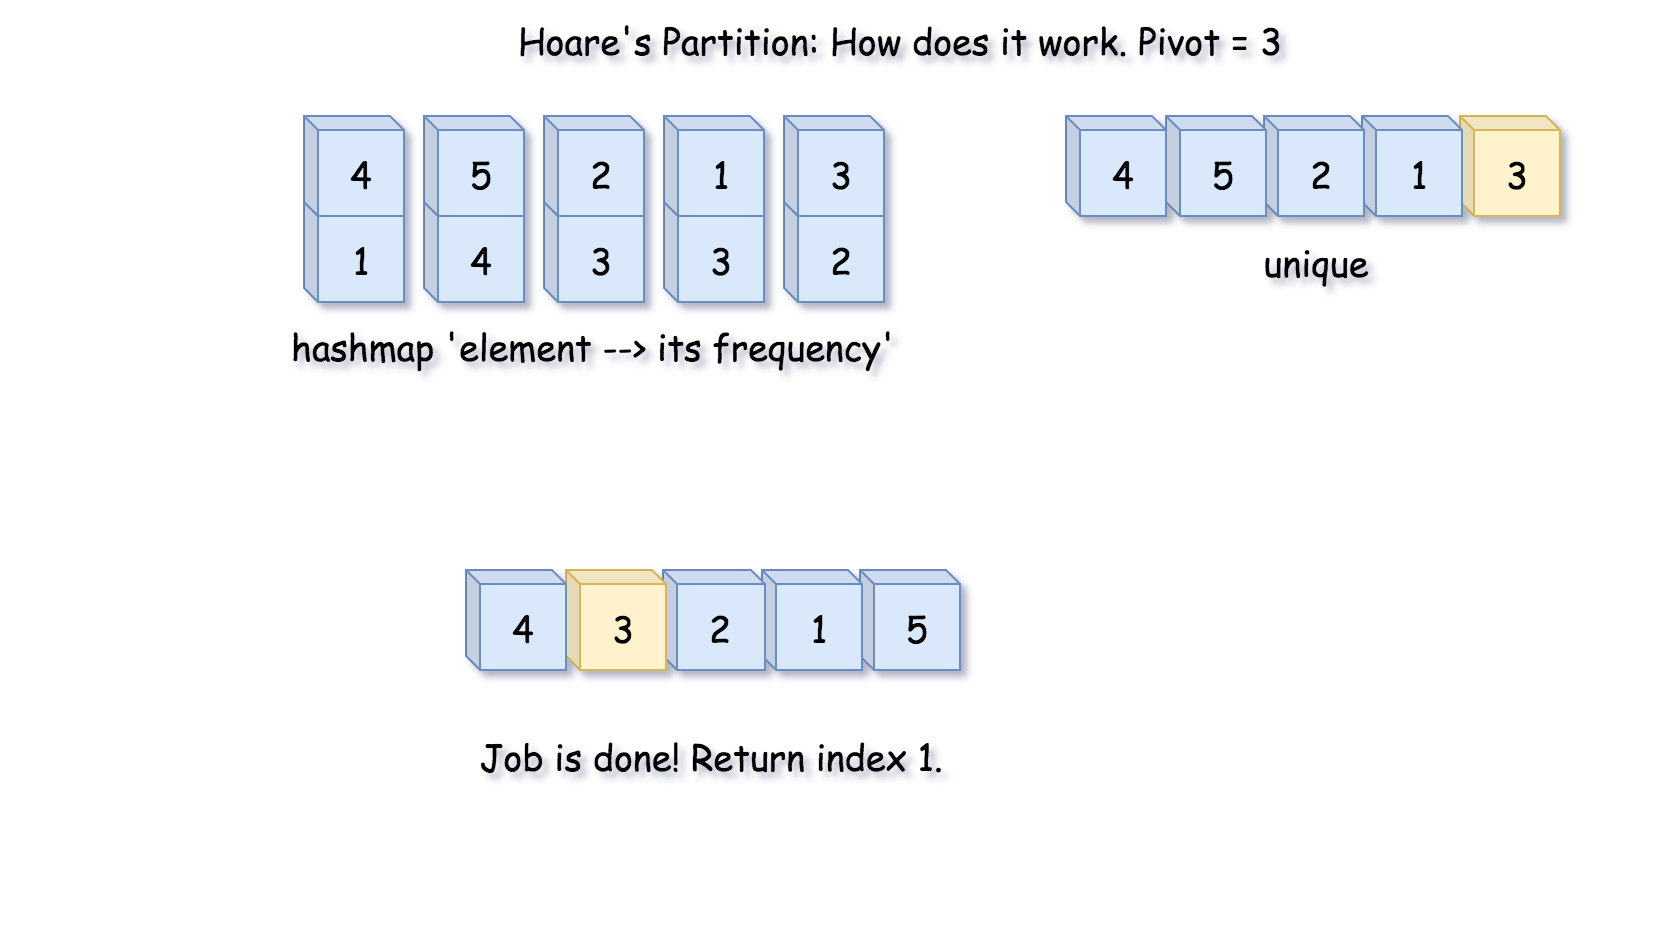 Hoare's Partition: How does it work. Pivot = 3
4 5 2 1 3
1 4 3 3 2
hashmap 'element --> its frequency'
4 5 2 1 3
unique
4 3 2 1 5
Job is done! Return index 1.